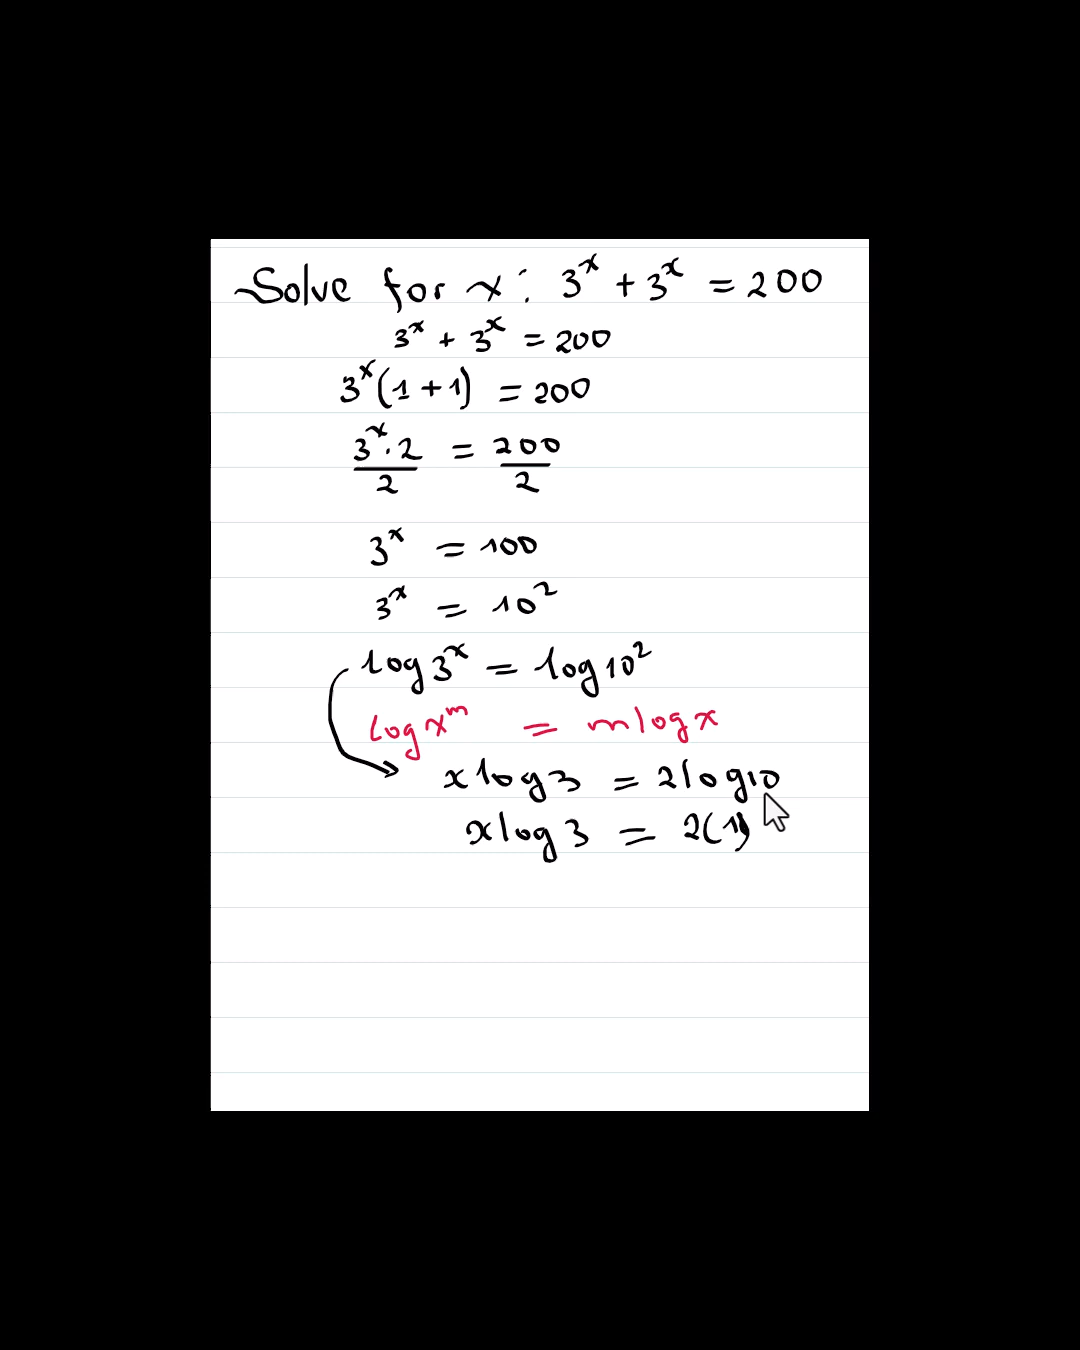 Solve for x : 3^x + 3^x = 200
3^x + 3^x = 200
3^x (1 + 1) = 200
3^x . 2 / 2 = 200 / 2
3^x = 100
3^x = 10^2
log 3^x = log 10^2
log x^m = m log x
x log 3 = 2 log 10
x log 3 = 2(1)